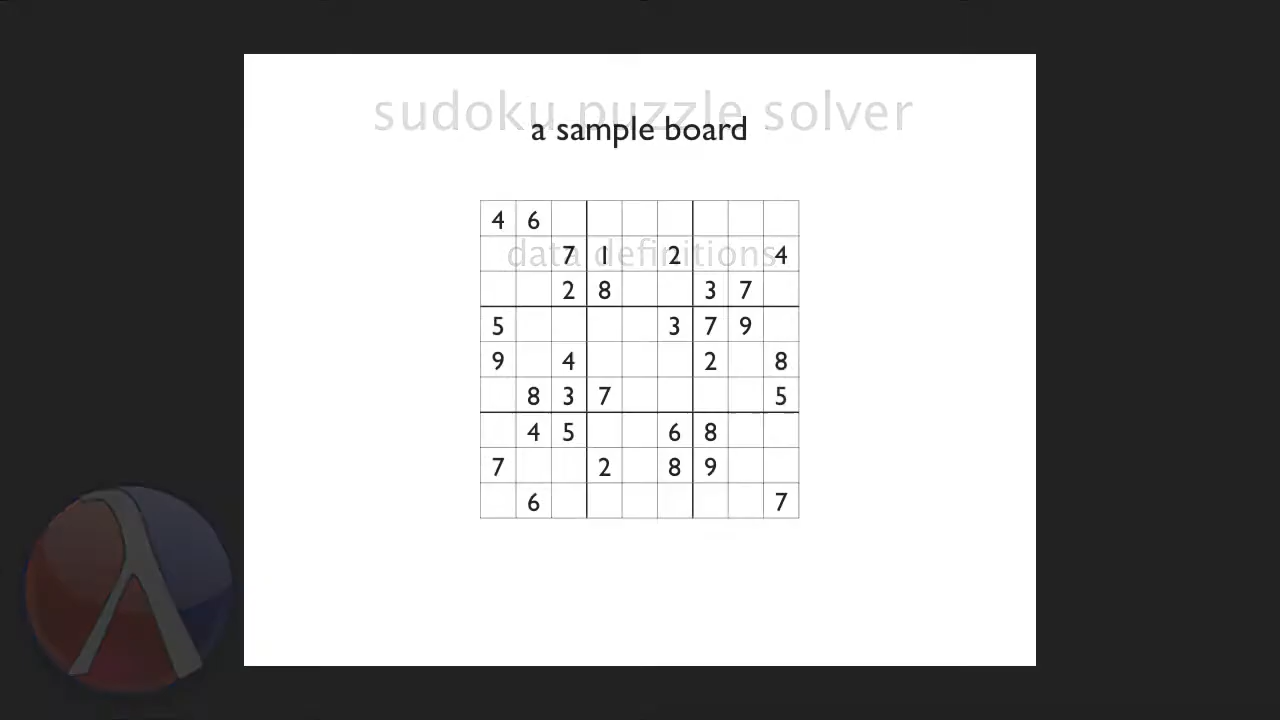 sudoku puzzle solver
a sample board
data definitions
4 6
7 1 2 4
2 8 3 7
5 3 7 9
9 4 2 8
8 3 7 5
4 5 6 8
7 2 8 9
6 7